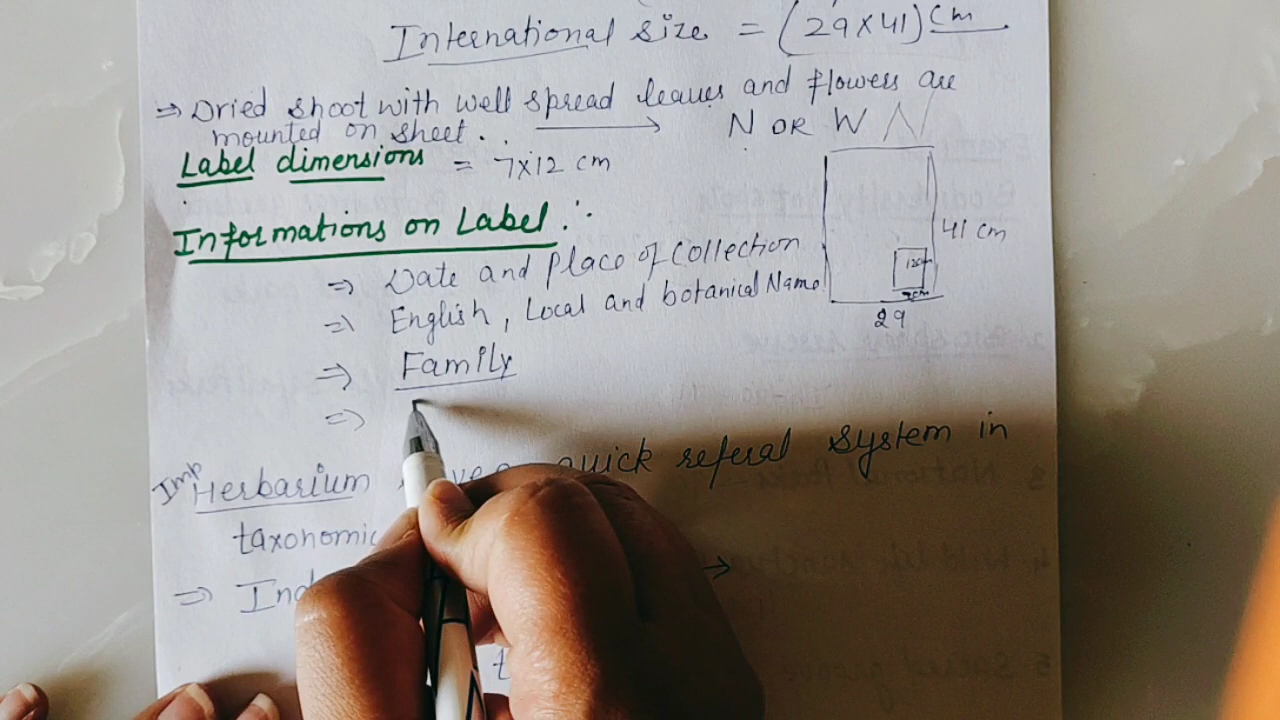 International size = (29x41) cm
⇒ Dried shoot with well spread leaves and flowers are
mounted on sheet. ⟶ N OR W N
Label dimensions = 7x12 cm
Informations on Label :
⇒ Date and Place of Collection
⇒ English, Local and botanical Name
41 cm
12cm
7cm
29
⇒ Family
⇒
Imp Herbarium quick referal system in
taxonomic
⇒ →